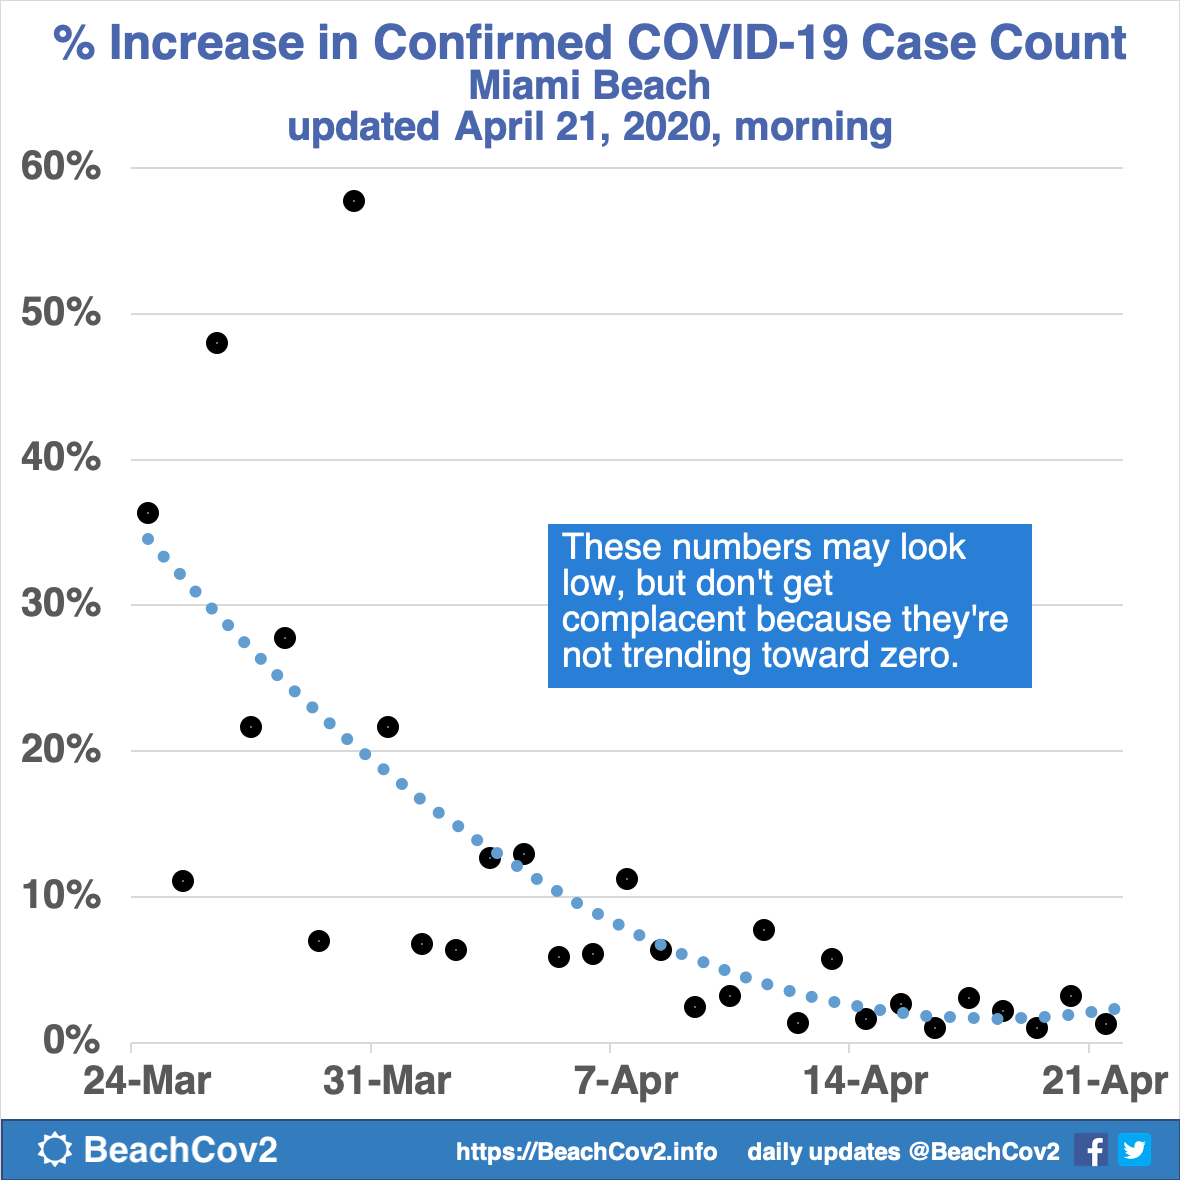 % Increase in Confirmed COVID-19 Case Count
Miami Beach
updated April 21, 2020, morning
60%
50%
40%
30%
20%
10%
0%
These numbers may look
low, but don't get
complacent because they're
not trending toward zero.
24-Mar
31-Mar
7-Apr
14-Apr
21-Apr
BeachCov2
https://BeachCov2.info
daily updates @BeachCov2